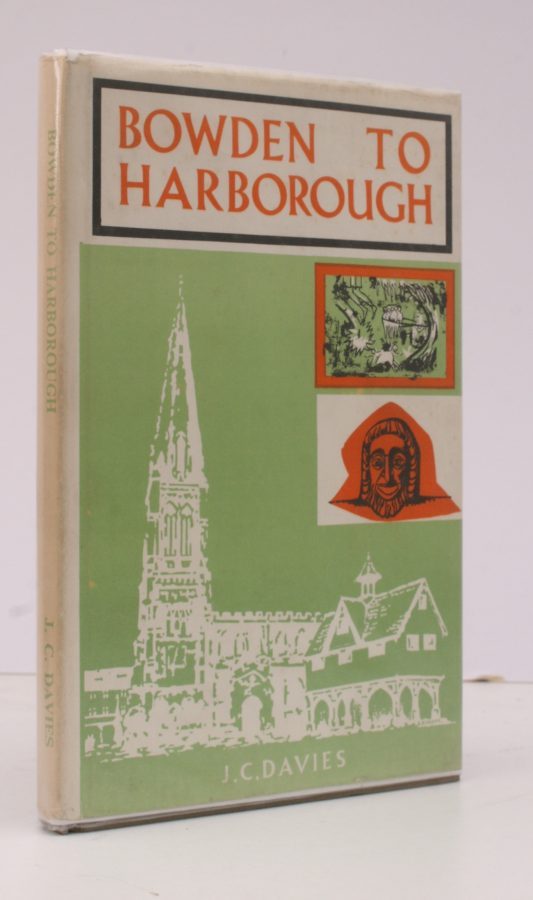 BOWDEN TO
HARBOROUGH
J.C.DAVIES
BOWDEN TO HARBOROUGH
J. C. DAVIES